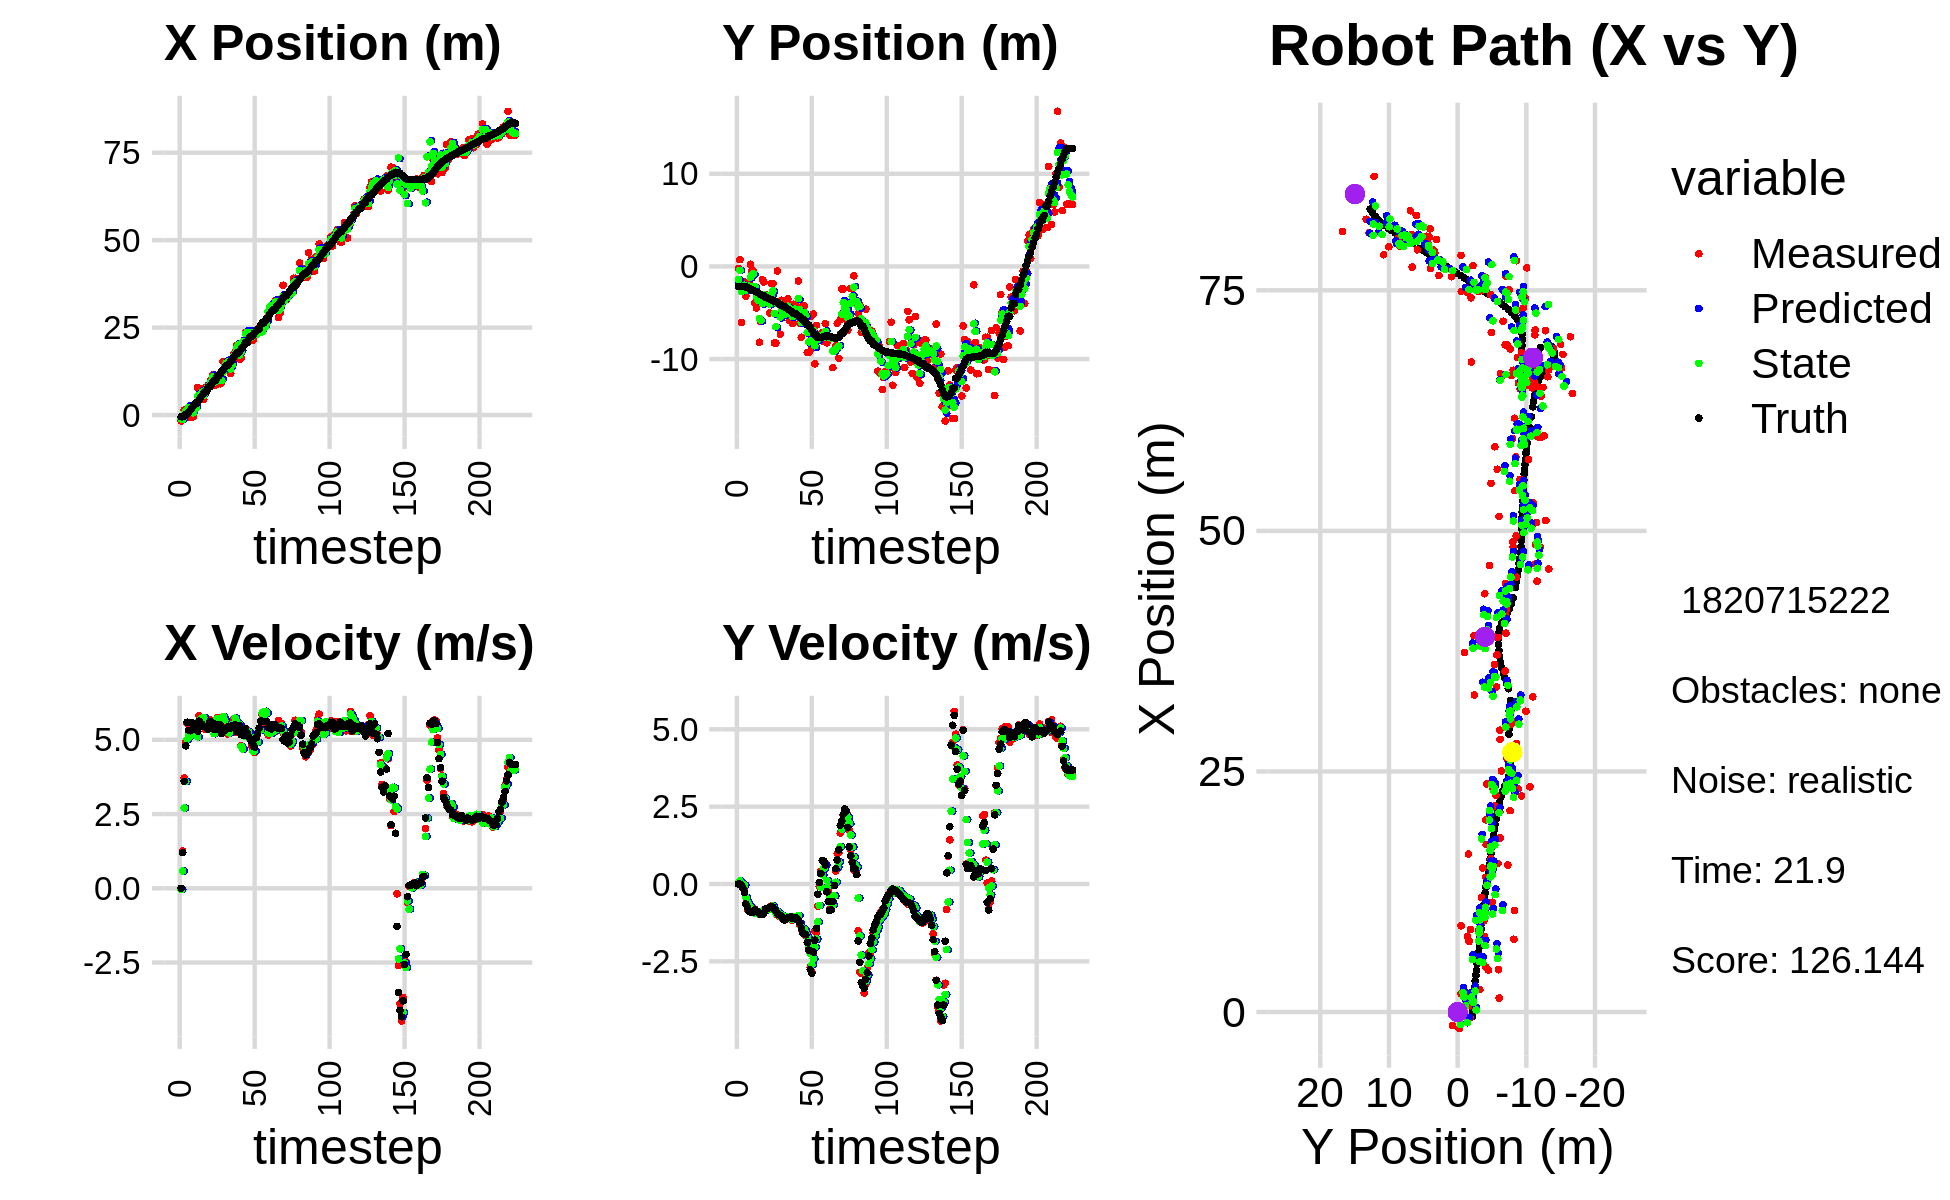 X Position (m)
75
50
25
0
0
50
100
150
200
timestep
Y Position (m)
10
0
-10
0
50
100
150
200
timestep
X Velocity (m/s)
5.0
2.5
0.0
-2.5
0
50
100
150
200
timestep
Y Velocity (m/s)
5.0
2.5
0.0
-2.5
0
50
100
150
200
timestep
Robot Path (X vs Y)
X Position (m)
75
50
25
0
20 10 0 -10 -20
Y Position (m)
variable
Measured
Predicted
State
Truth
1820715222
Obstacles: none
Noise: realistic
Time: 21.9
Score: 126.144